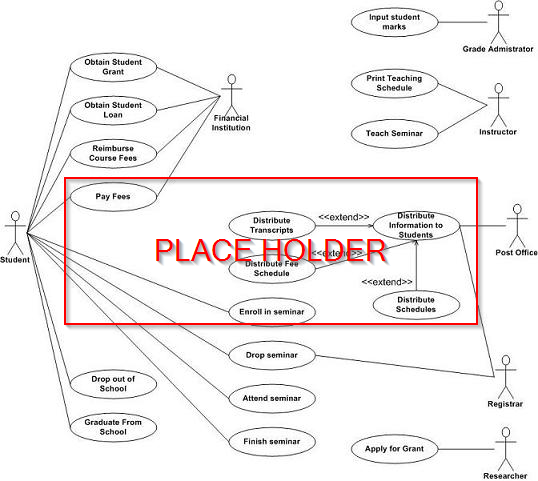 Input student
marks
Grade Admistrator
Obtain Student
Grant
Print Teaching
Schedule
Obtain Student
Loan
Financial
Institution
Teach Seminar
Instructor
Reimburse
Course Fees
Pay Fees
Distribute
Transcripts
<<extend>>
Distribute
Information to
Students
Post Office
Student
PLACE HOLDER
<<extend>>
Distribute Fee
Schedule
<<extend>>
Distribute
Schedules
Enroll in seminar
Drop seminar
Drop out of
School
Attend seminar
Registrar
Graduate From
School
Finish seminar
Apply for Grant
Researcher